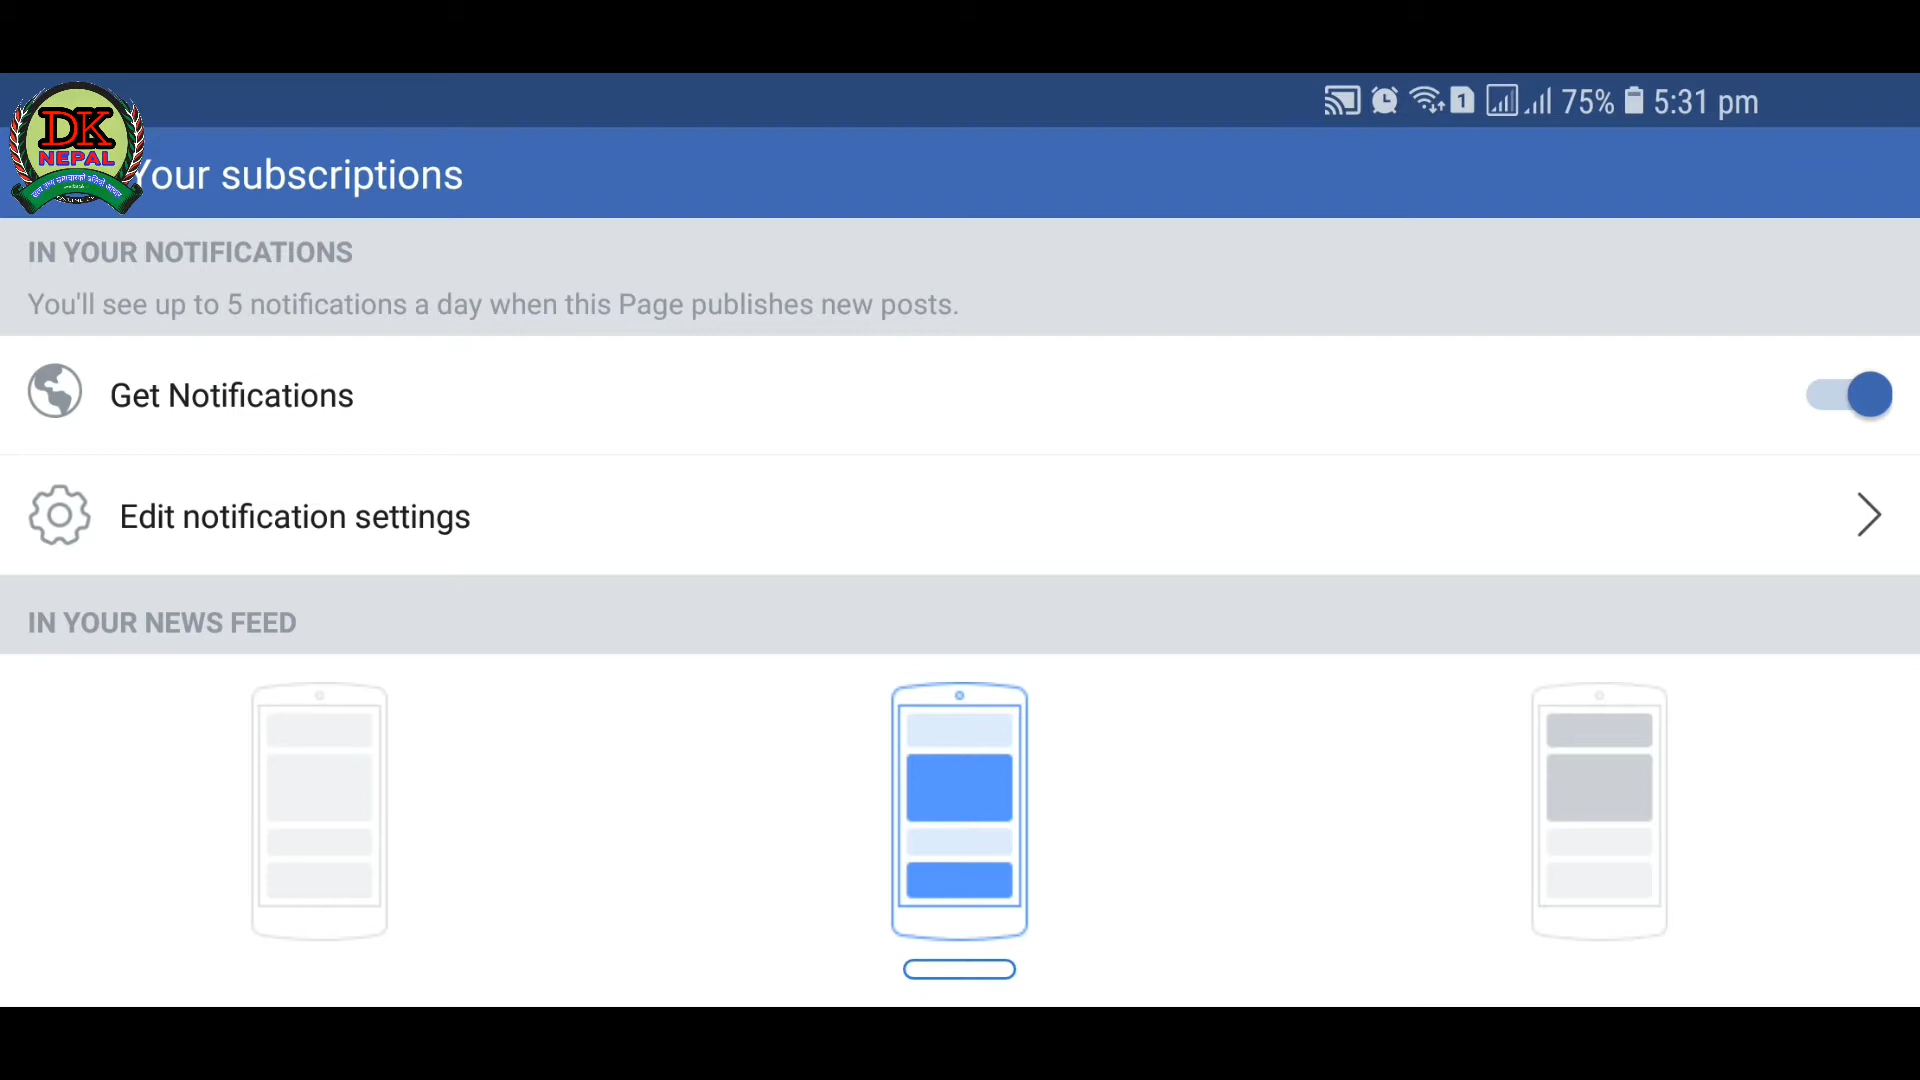 75% 5:31 pm
DK
NEPAL
Your subscriptions
IN YOUR NOTIFICATIONS
You'll see up to 5 notifications a day when this Page publishes new posts.
Get Notifications
Edit notification settings
IN YOUR NEWS FEED